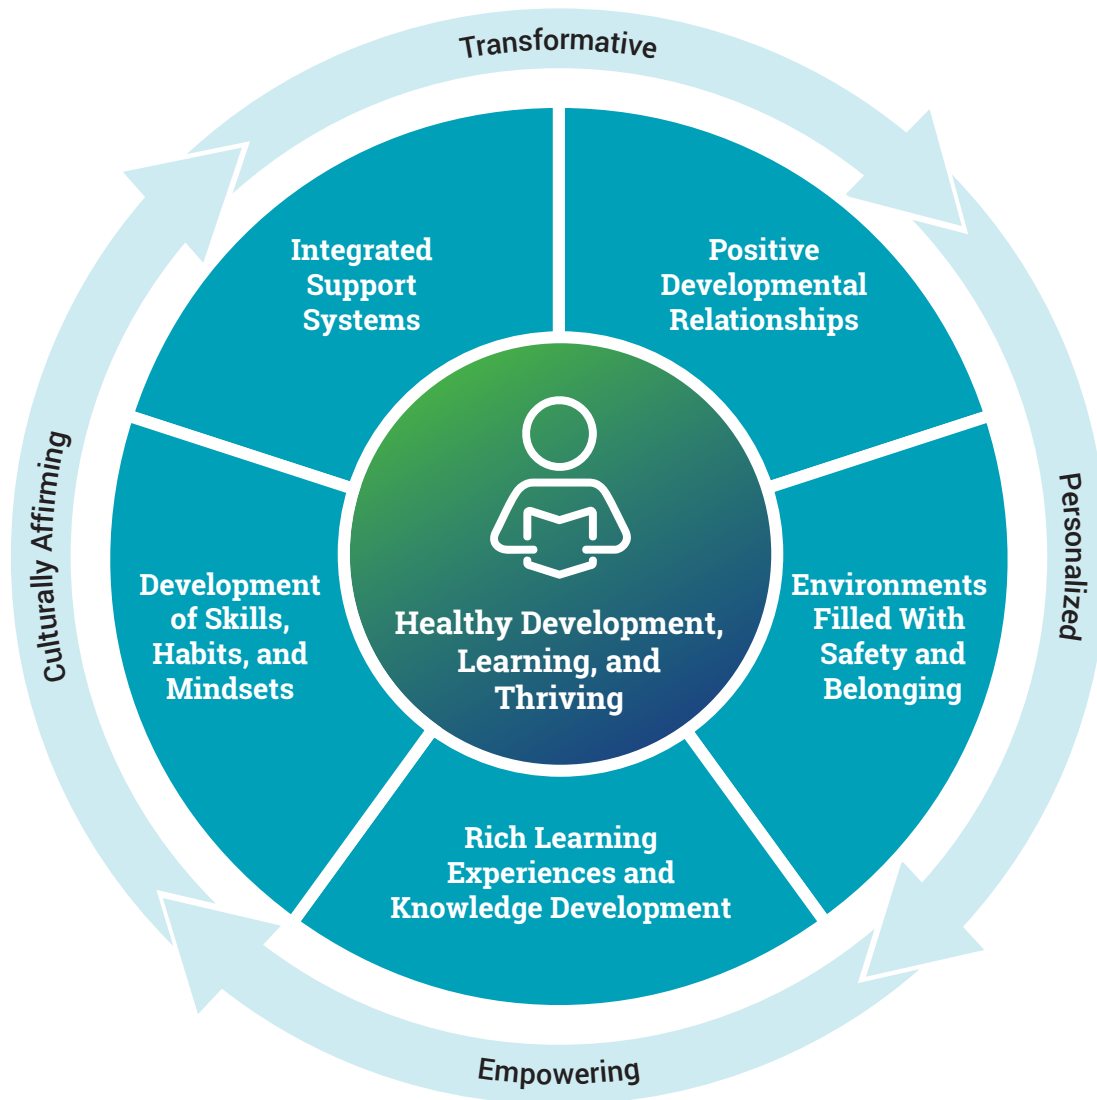 Transformative
Integrated
Support
Systems
Positive
Developmental
Relationships
Culturally Affirming
Personalized
Development
of Skills,
Habits, and
Mindsets
Healthy Development,
Learning, and
Thriving
Environments
Filled With
Safety and
Belonging
Rich Learning
Experiences and
Knowledge Development
Empowering